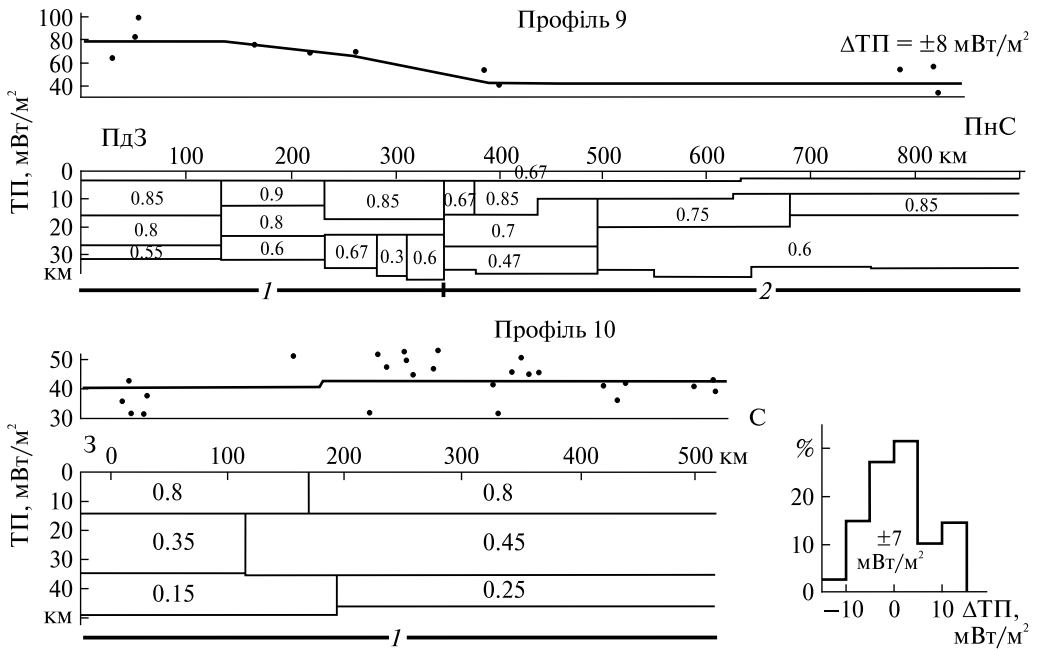 Профіль 9
100
80
60
40
ΔТП = ±8 мВт/м²
ТП, мВт/м²
ПдЗ
ПнС
100 200 300 400 500 600 700 800 км
0
10
20
30
км
0.67
0.85 0.9 0.85 0.67 0.85 0.75 0.85
0.8 0.8 0.7
0.55 0.6 0.67 0.3 0.6 0.47 0.6
1 2
Профіль 10
50
40
30
ТП, мВт/м²
З
С
0 100 200 300 400 500 км
0
10
20
30
20
40
км
0.8 0.8
0.35 0.45
0.15 0.25
1
%
20
10
0
±7
мВт/м²
−10 0 10 ΔТП,
мВт/м²